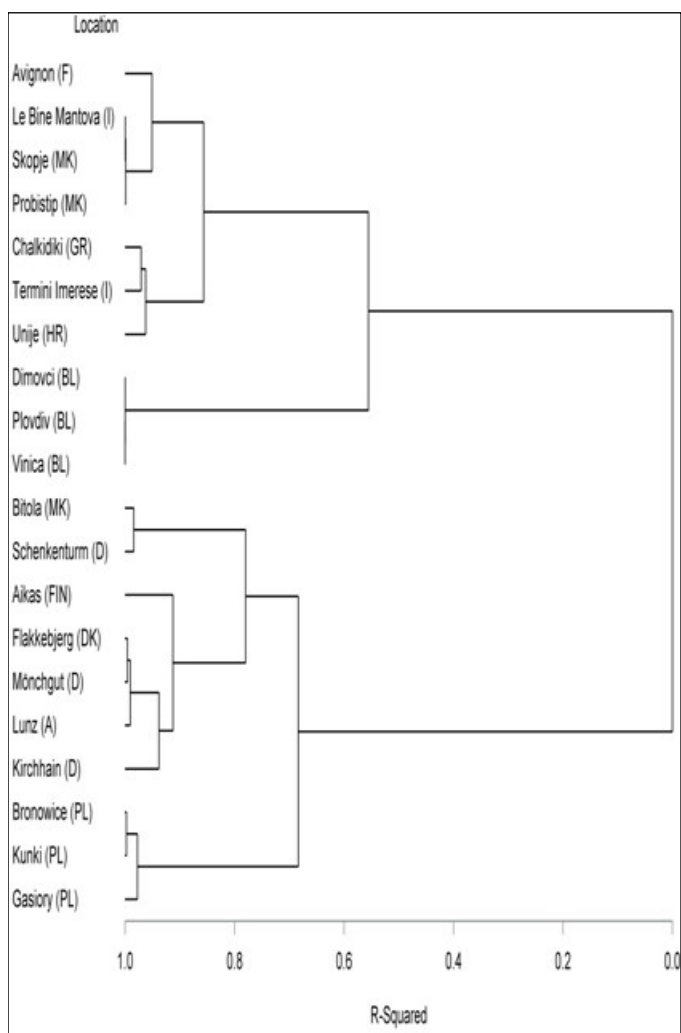 Location
Avignon (F)
Le Bine Mantova (I)
Skopje (MK)
Probistip (MK)
Chalkidiki (GR)
Termini Imerese (I)
Unije (HR)
Dimovci (BL)
Plovdiv (BL)
Vinica (BL)
Bitola (MK)
Schenkenturm (D)
Aikas (FIN)
Flakkebjerg (DK)
Mönchgut (D)
Lunz (A)
Kirchhain (D)
Bronowice (PL)
Kunki (PL)
Gasiory (PL)
1.0 0.8 0.6 0.4 0.2 0.0
R-Squared